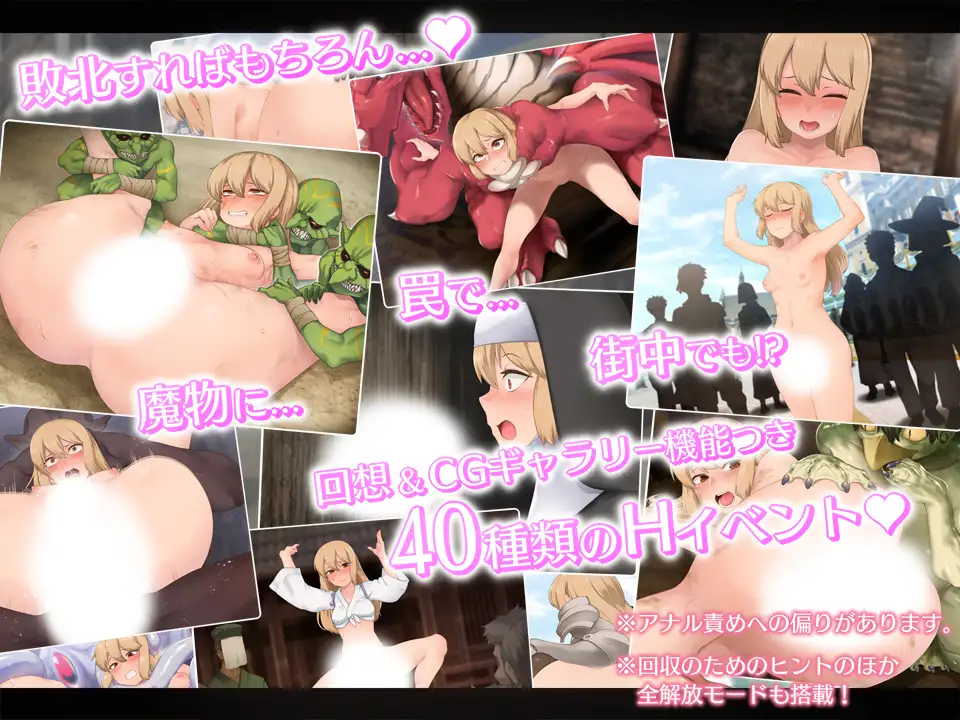 敗北すればもちろん…♡
罠で…
街中でも!?
魔物に…
回想＆CGギャラリー機能つき
40種類のHイベント♡
※アナル責めへの偏りがあります。
※回収のためのヒントのほか
全解放モードも搭載！